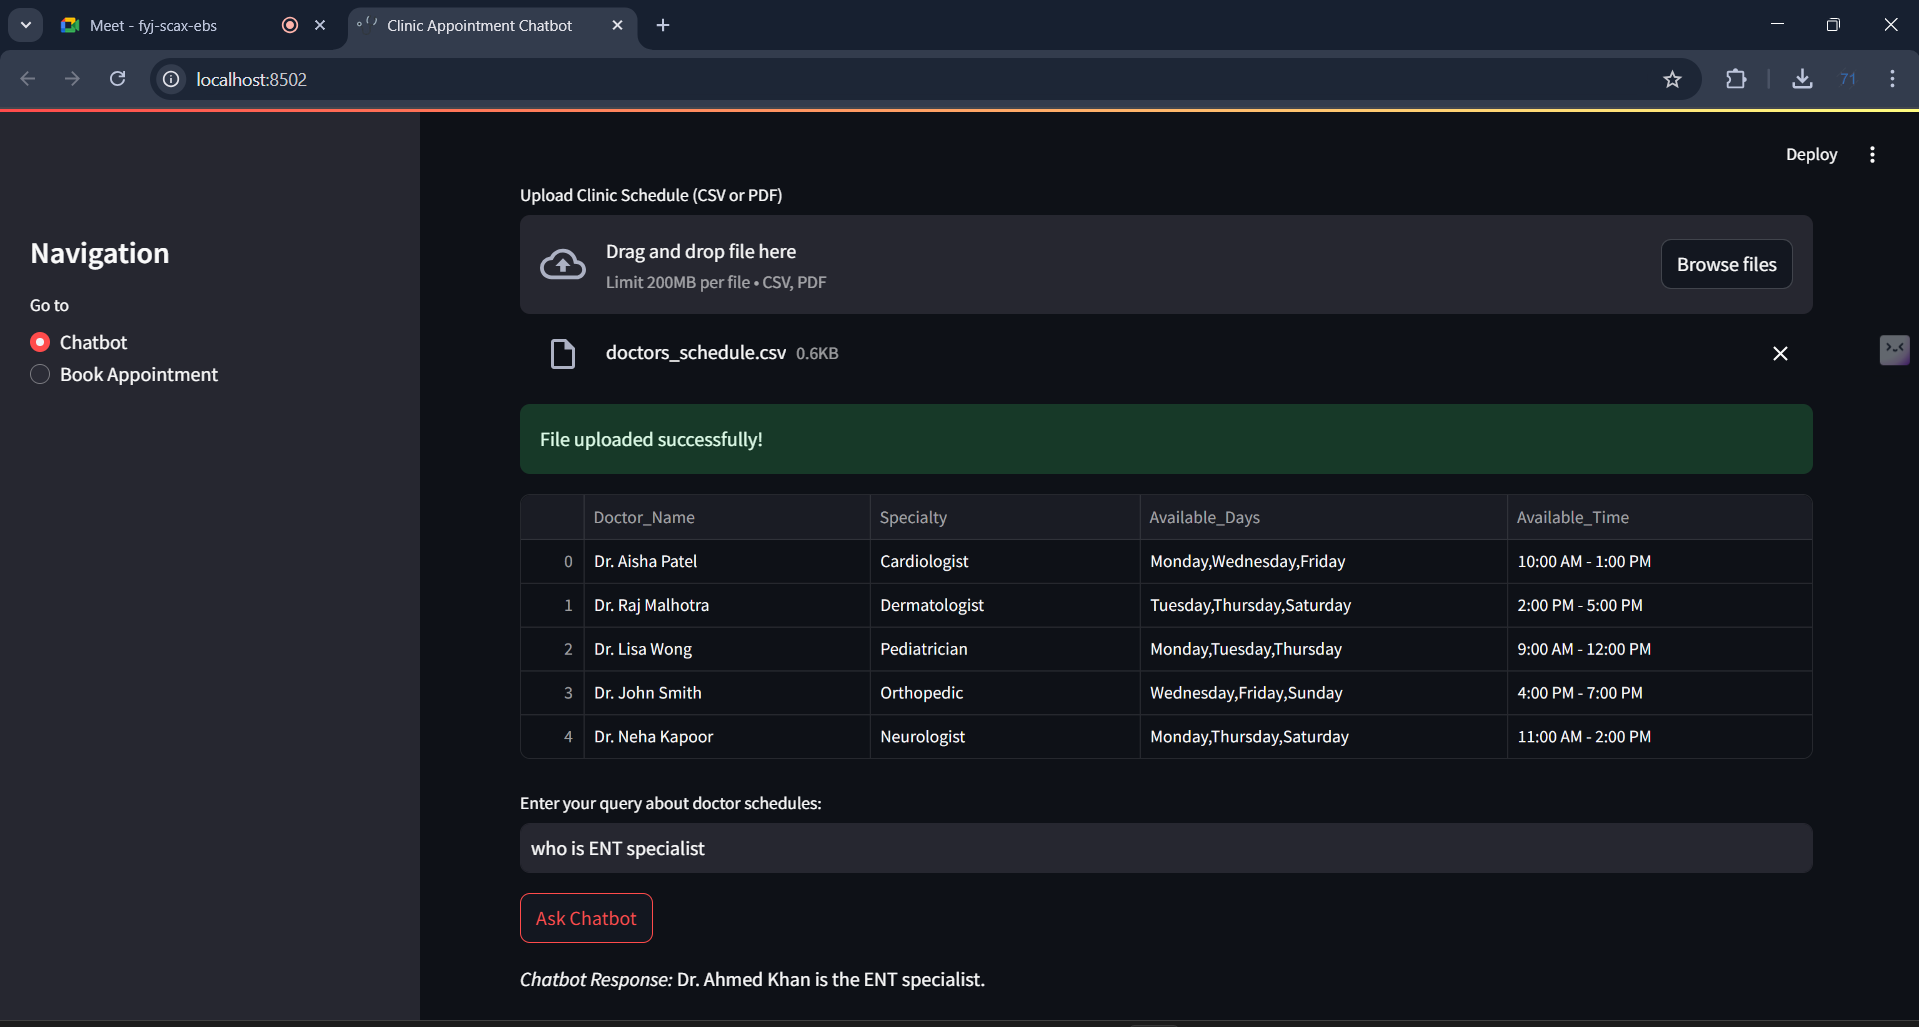 Meet - fyj-scax-ebs
Clinic Appointment Chatbot
localhost:8502
71
Deploy
Navigation
Go to
Chatbot
Book Appointment
Upload Clinic Schedule (CSV or PDF)
Drag and drop file here
Limit 200MB per file • CSV, PDF
Browse files
doctors_schedule.csv 0.6KB
File uploaded successfully!
Doctor_Name Specialty Available_Days Available_Time
0 Dr. Aisha Patel Cardiologist Monday,Wednesday,Friday 10:00 AM - 1:00 PM
1 Dr. Raj Malhotra Dermatologist Tuesday,Thursday,Saturday 2:00 PM - 5:00 PM
2 Dr. Lisa Wong Pediatrician Monday,Tuesday,Thursday 9:00 AM - 12:00 PM
3 Dr. John Smith Orthopedic Wednesday,Friday,Sunday 4:00 PM - 7:00 PM
4 Dr. Neha Kapoor Neurologist Monday,Thursday,Saturday 11:00 AM - 2:00 PM
Enter your query about doctor schedules:
who is ENT specialist
Ask Chatbot
Chatbot Response: Dr. Ahmed Khan is the ENT specialist.